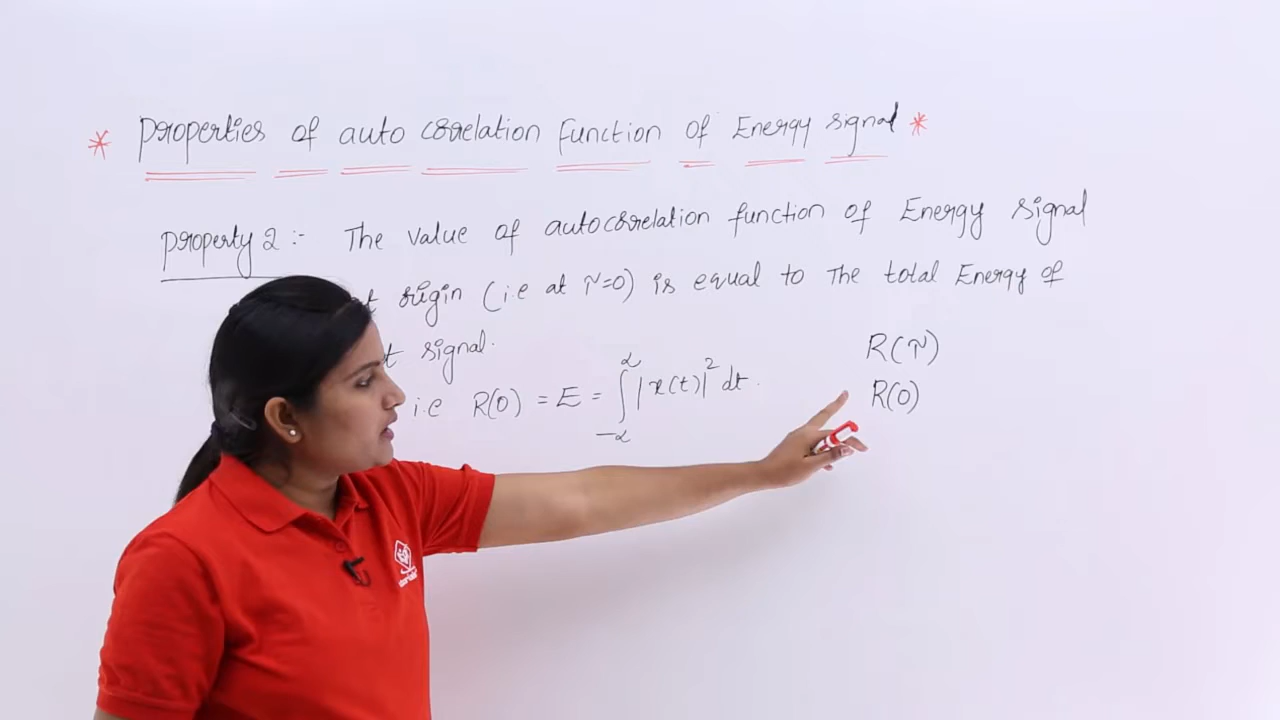 * Properties of auto correlation Function of Energy signal *
Property 2 :- The value of autocorrelation function of Energy signal
origin (i.e at τ=0) is equal to The total Energy of
signal.
R(τ)
i.e R(0) = E = ∫_{-∞}^{∞} |x(t)|² dt.
R(0)